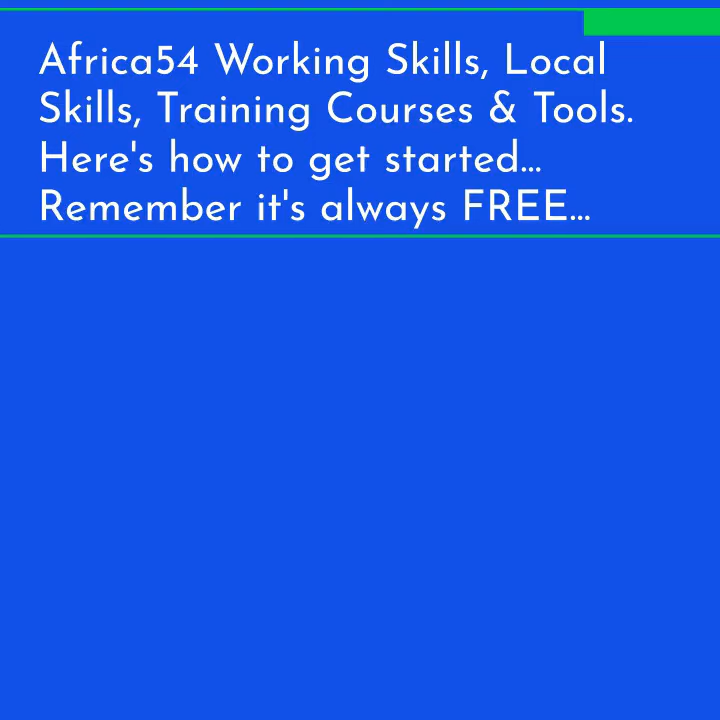 Africa54 Working Skills, Local
Skills, Training Courses & Tools.
Here's how to get started...
Remember it's always FREE...